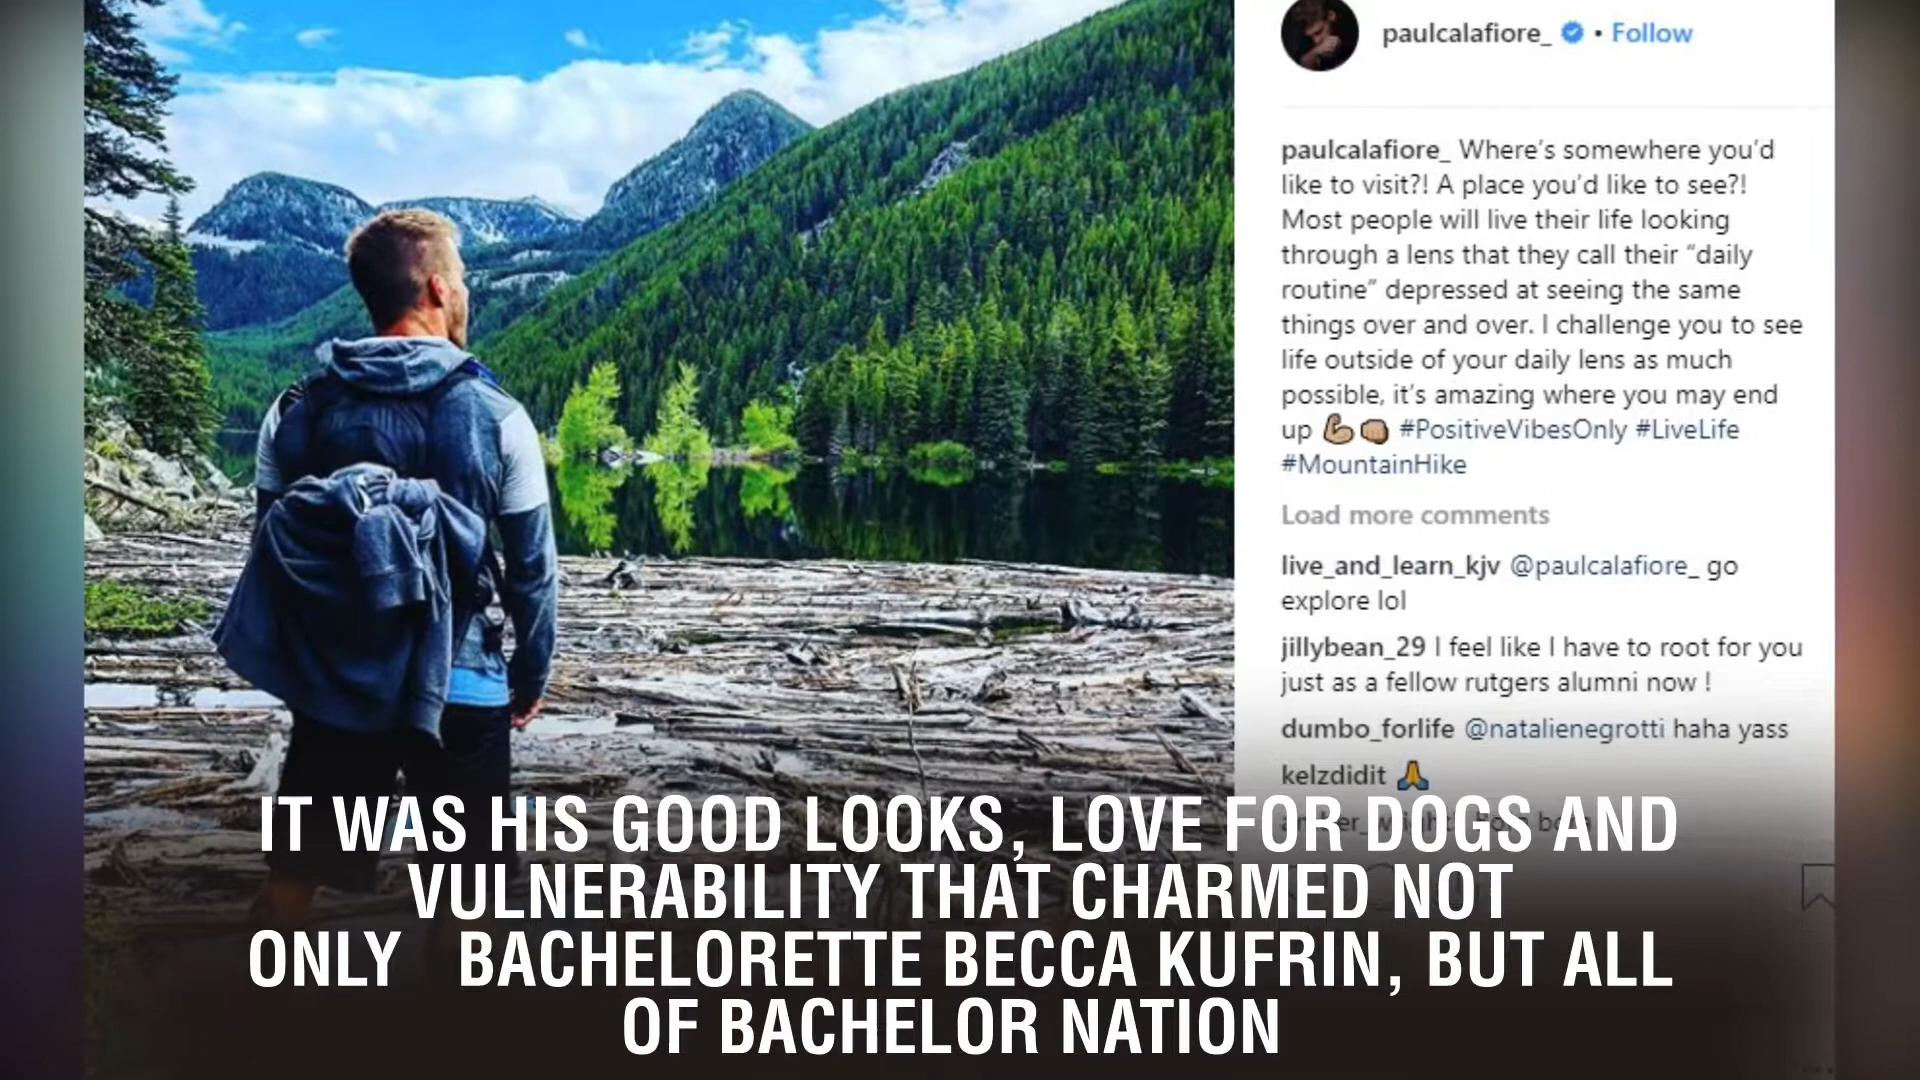 paulcalafiore_ • Follow
paulcalafiore_ Where's somewhere you'd
like to visit?! A place you'd like to see?!
Most people will live their life looking
through a lens that they call their “daily
routine” depressed at seeing the same
things over and over. I challenge you to see
life outside of your daily lens as much
possible, it's amazing where you may end
up 💪🏽👊🏽 #PositiveVibesOnly #LiveLife
#MountainHike
Load more comments
live_and_learn_kjv @paulcalafiore_ go
explore lol
jillybean_29 I feel like I have to root for you
just as a fellow rutgers alumni now !
dumbo_forlife @natalienegrotti haha yass
kelzdidit 🙏
IT WAS HIS GOOD LOOKS, LOVE FOR DOGS AND
VULNERABILITY THAT CHARMED NOT
ONLY BACHELORETTE BECCA KUFRIN, BUT ALL
OF BACHELOR NATION